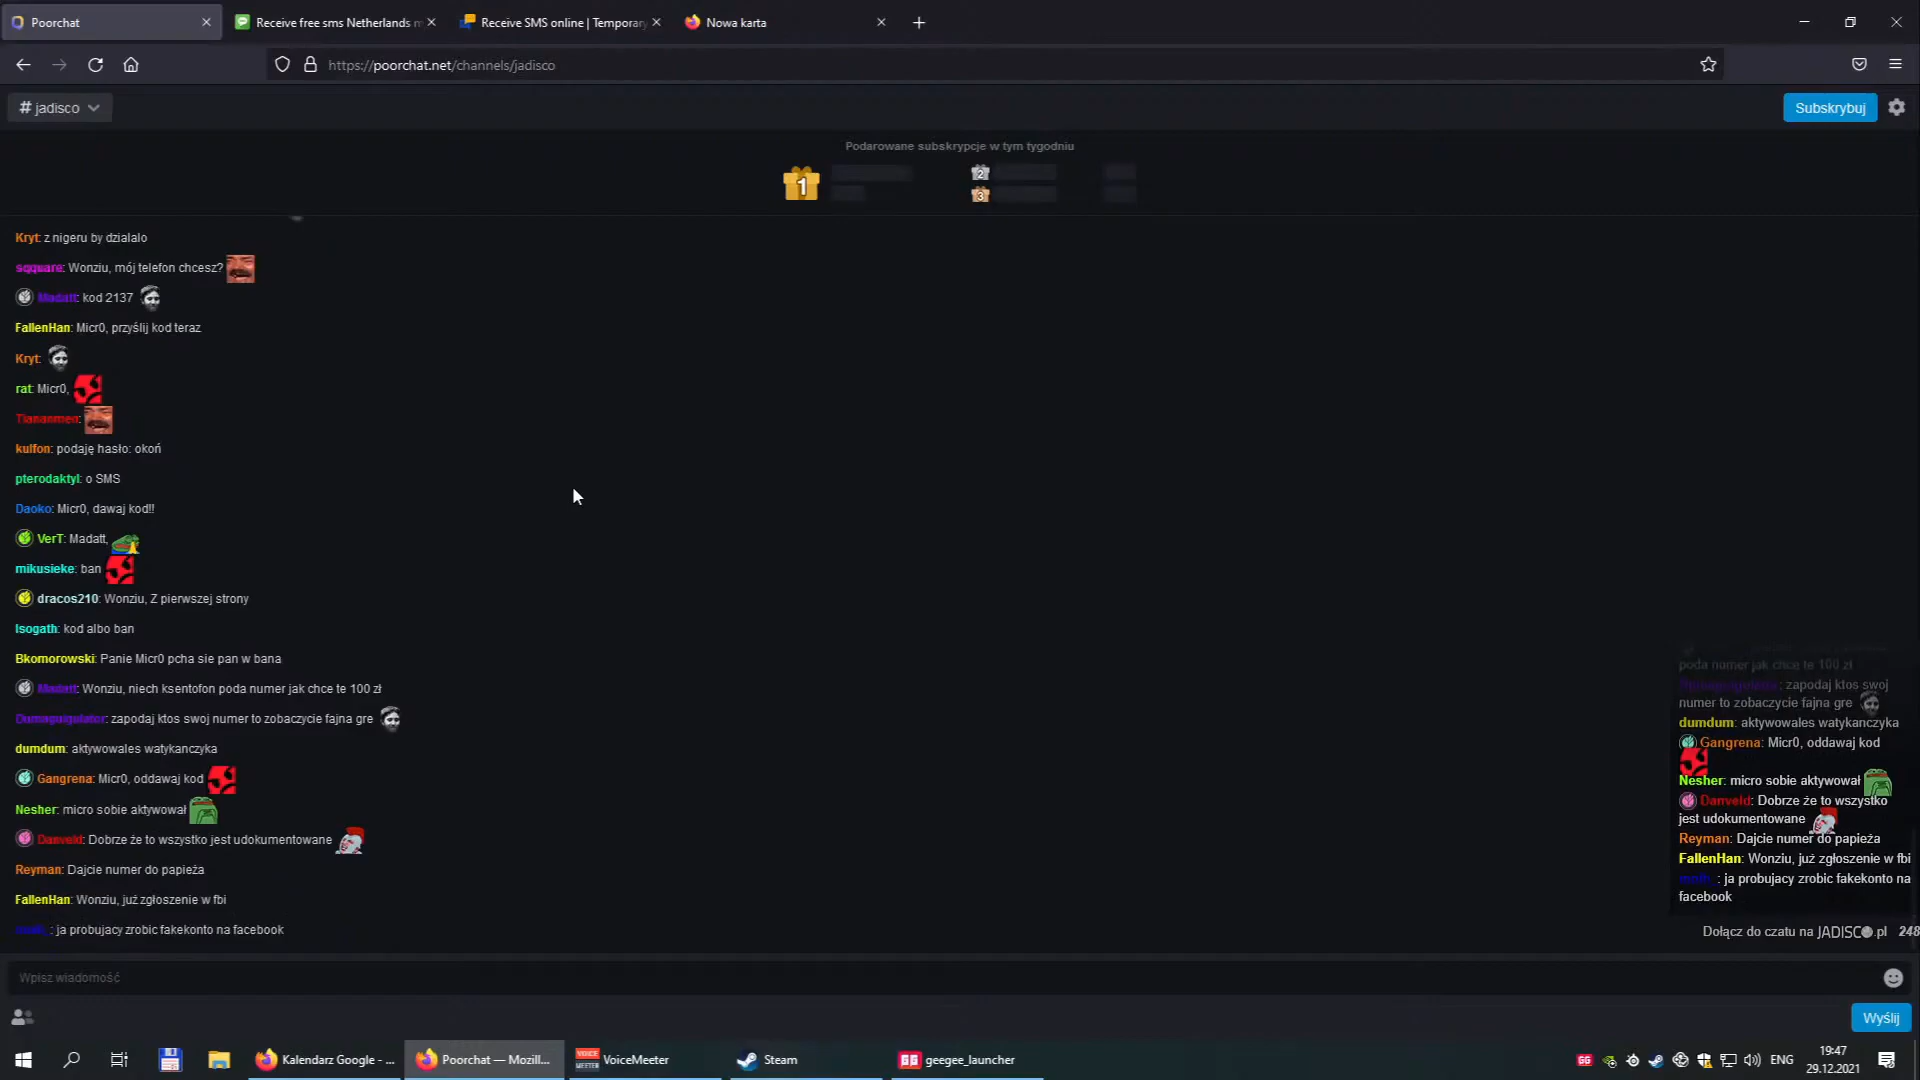 Poorchat
Receive free sms Netherlands n
Receive SMS online | Temporary
Nowa karta
https://poorchat.net/channels/jadisco
# jadisco
Subskrybuj
Podarowane subskrypcje w tym tygodniu
1
2
3
Kryt: z nigeru by dzialalo
sqquare: Wonziu, mój telefon chcesz?
Madatt: kod 2137
FallenHan: Micr0, przyślij kod teraz
Kryt:
rat: Micr0,
Tiananmen:
kulfon: podaję hasło: okoń
pterodaktyl: o SMS
Daoko: Micr0, dawaj kod!!
VerT: Madatt,
mikusieke: ban
dracos210: Wonziu, Z pierwszej strony
Isogath: kod albo ban
Bkomorowski: Panie Micr0 pcha sie pan w bana
Madatt: Wonziu, niech ksentofon poda numer jak chce te 100 zł
: zapodaj ktos swoj numer to zobaczycie fajna gre
dumdum: aktywowales watykanczyka
Gangrena: Micr0, oddawaj kod
Nesher: micro sobie aktywował
Danveld: Dobrze że to wszystko jest udokumentowane
Reyman: Dajcie numer do papieża
FallenHan: Wonziu, już zgłoszenie w fbi
: ja probujacy zrobic fakekonto na facebook
poda numer jak chce te 100 zł
: zapodaj ktos swoj
numer to zobaczycie fajna gre
dumdum: aktywowales watykanczyka
Gangrena: Micr0, oddawaj kod
Nesher: micro sobie aktywował
Danveld: Dobrze że to wszystko
jest udokumentowane
Reyman: Dajcie numer do papieża
FallenHan: Wonziu, już zgłoszenie w fbi
: ja probujacy zrobic fakekonto na
facebook
Dołącz do czatu na JADISCO.pl 248
Wpisz wiadomość
Wyślij
Kalendarz Google - ...
Poorchat — Mozill...
VOICE
MEETER
VoiceMeeter
Steam
GG
geegee_launcher
GG
ENG
19:47
29.12.2021